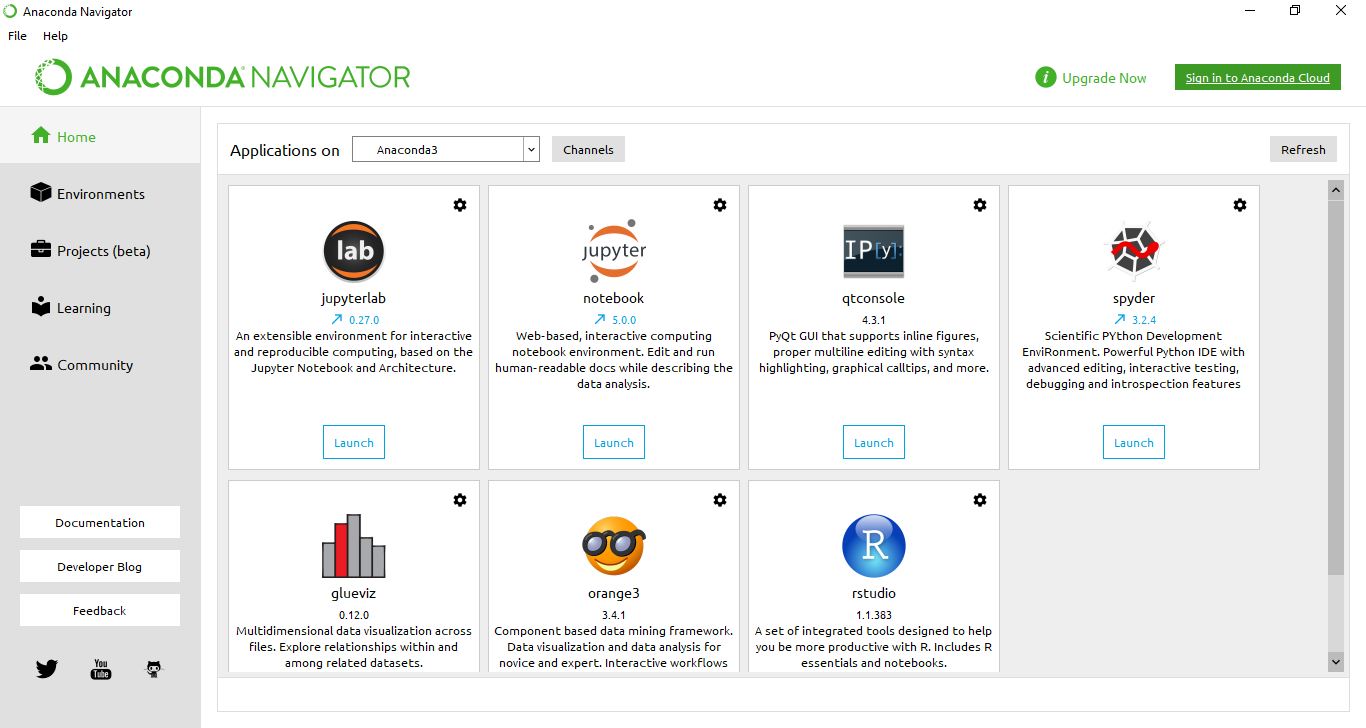 Anaconda Navigator
File Help
ANACONDA NAVIGATOR
i Upgrade Now
Sign in to Anaconda Cloud
Home
Environments
Projects (beta)
Learning
Community
Documentation
Developer Blog
Feedback
You
Tube
Applications on Anaconda3 Channels Refresh
lab
jupyterlab
0.27.0
An extensible environment for interactive
and reproducible computing, based on the
Jupyter Notebook and Architecture.
Launch
jupyter
notebook
5.0.0
Web-based, interactive computing
notebook environment. Edit and run
human-readable docs while describing the
data analysis.
Launch
IP[y]:
qtconsole
4.3.1
PyQt GUI that supports inline figures,
proper multiline editing with syntax
highlighting, graphical calltips, and more.
Launch
spyder
3.2.4
Scientific PYthon Development
EnviRonment. Powerful Python IDE with
advanced editing, interactive testing,
debugging and introspection features
Launch
glueviz
0.12.0
Multidimensional data visualization across
files. Explore relationships within and
among related datasets.
orange3
3.4.1
Component based data mining framework.
Data visualization and data analysis for
novice and expert. Interactive workflows
R
rstudio
1.1.383
A set of integrated tools designed to help
you be more productive with R. Includes R
essentials and notebooks.